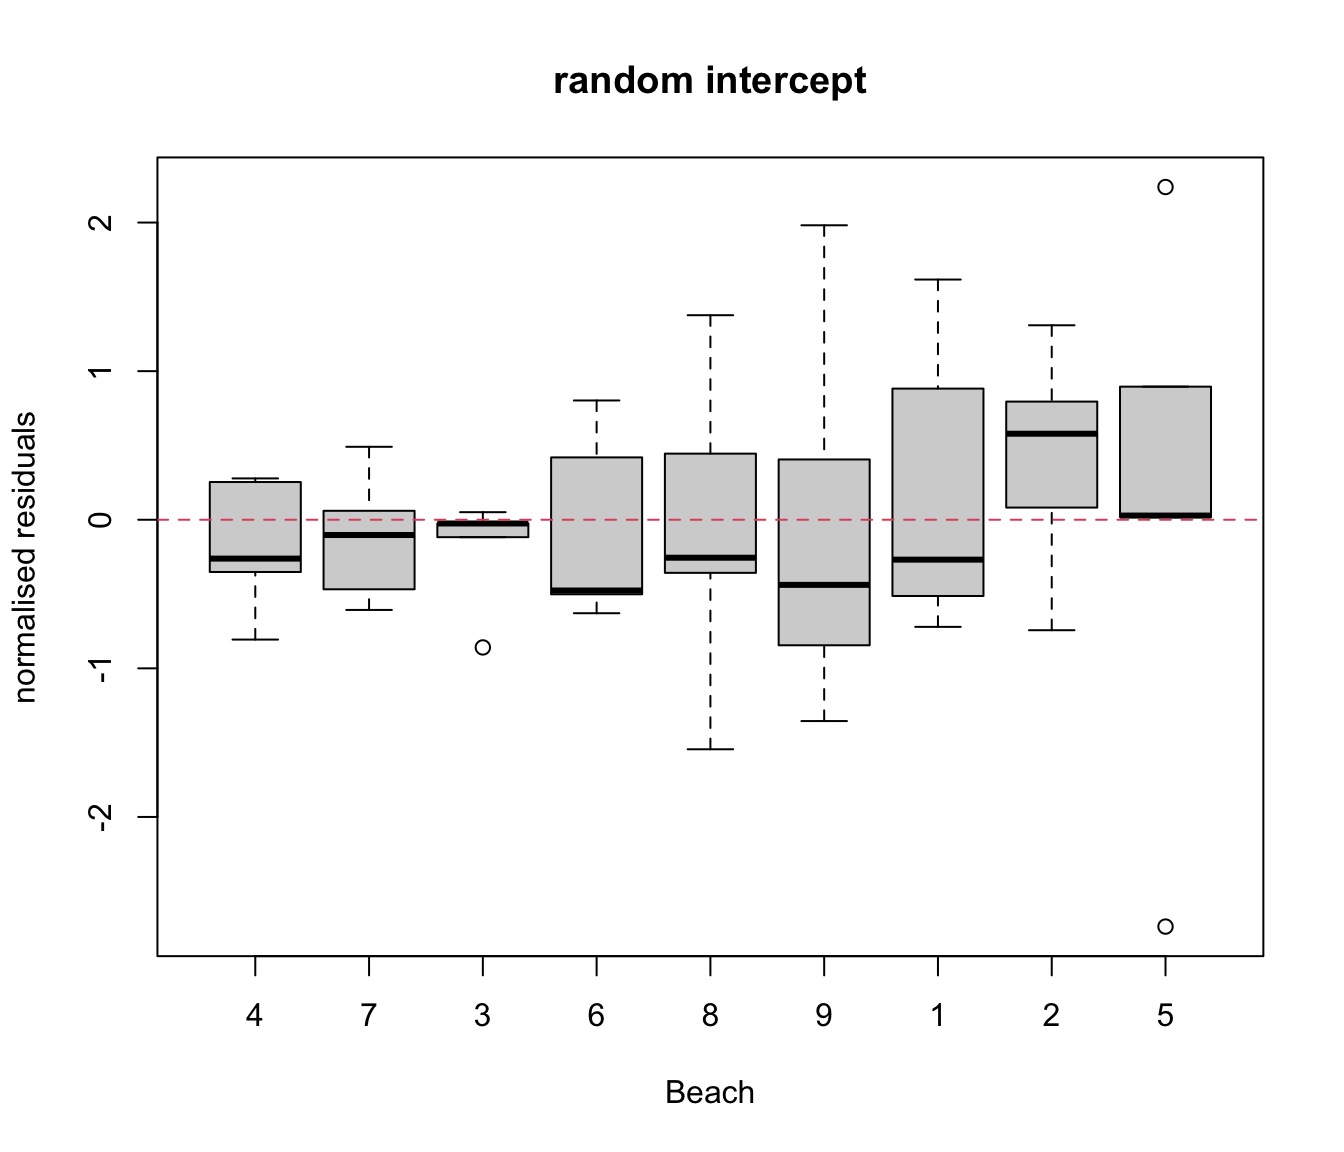 random intercept
normalised residuals
2
1
0
-1
-2
4 7 3 6 8 9 1 2 5
Beach